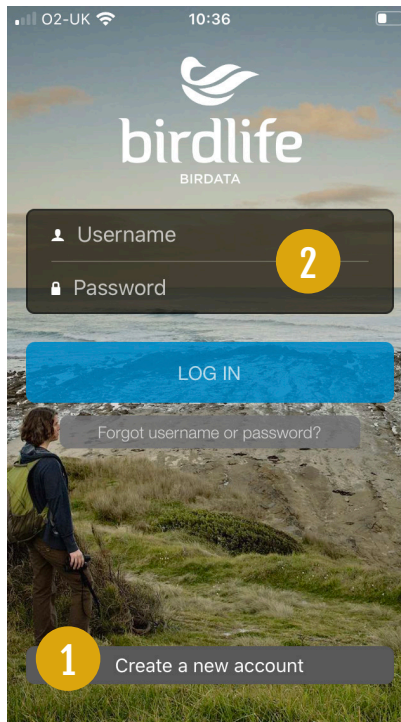 O2-UK 10:36
birdlife
BIRDATA
Username
2
Password
LOG IN
Forgot username or password?
1
Create a new account